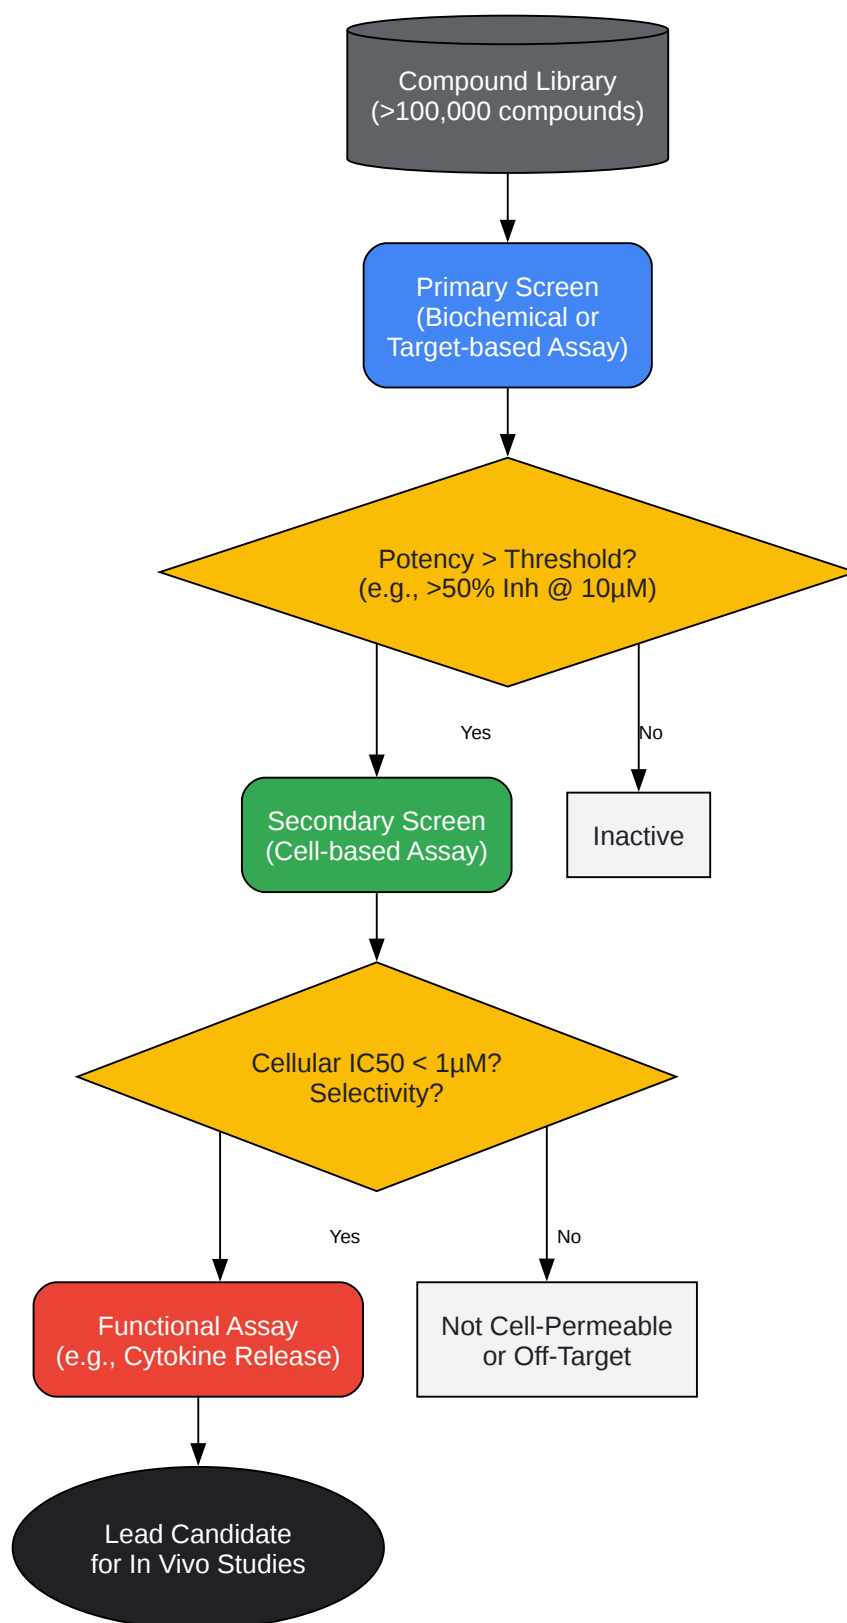 Compound Library
(>100,000 compounds)
Primary Screen
(Biochemical or
Target-based Assay)
Potency > Threshold?
(e.g., >50% Inh @ 10µM)
Yes
No
Secondary Screen
(Cell-based Assay)
Inactive
Cellular IC50 < 1µM?
Selectivity?
Yes
No
Functional Assay
(e.g., Cytokine Release)
Not Cell-Permeable
or Off-Target
Lead Candidate
for In Vivo Studies